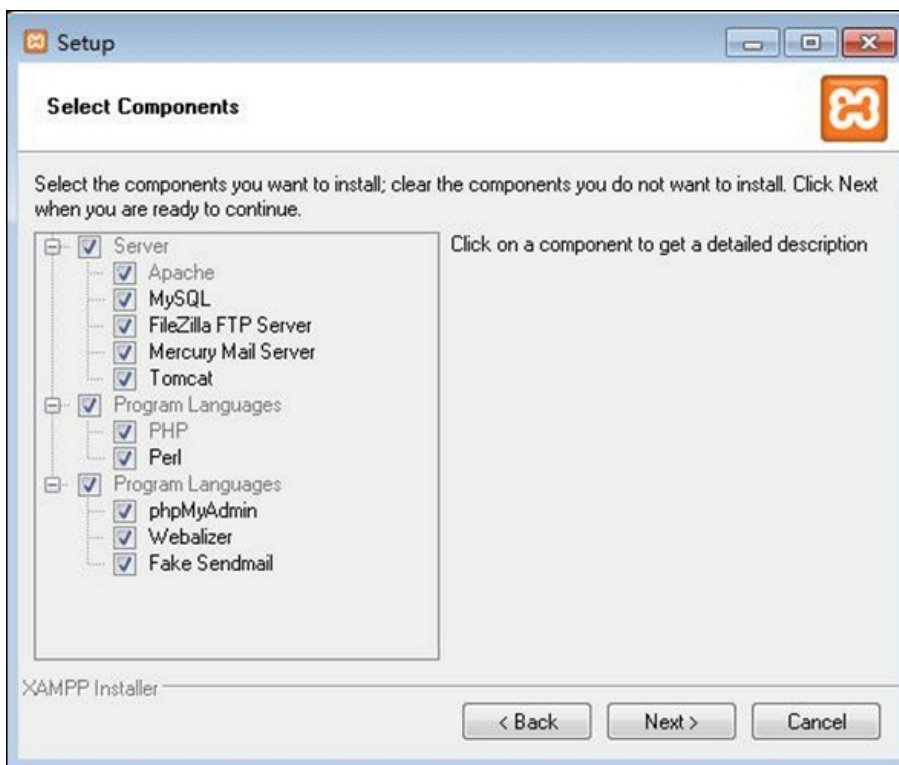 Setup
Select Components
Select the components you want to install; clear the components you do not want to install. Click Next
when you are ready to continue.
Server
Apache
MySQL
FileZilla FTP Server
Mercury Mail Server
Tomcat
Program Languages
PHP
Perl
Program Languages
phpMyAdmin
Webalizer
Fake Sendmail
Click on a component to get a detailed description
XAMPP Installer
< Back
Next >
Cancel